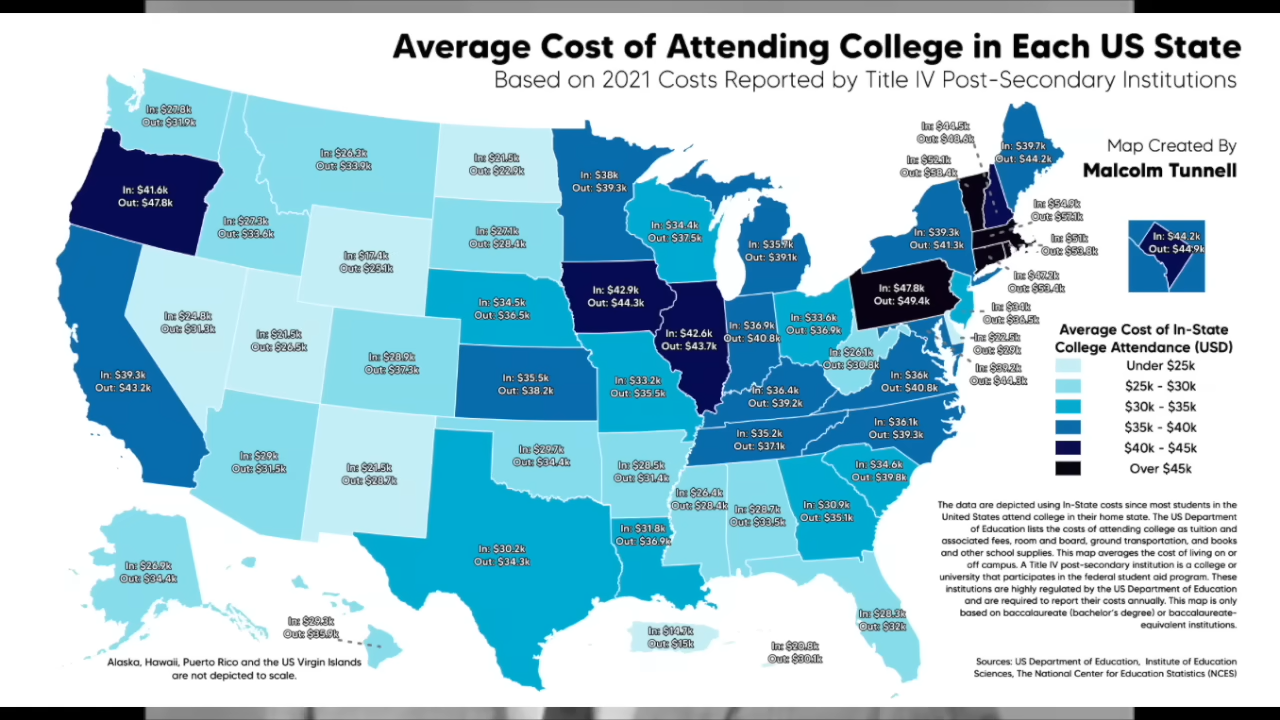 Average Cost of Attending College in Each US State
Based on 2021 Costs Reported by Title IV Post-Secondary Institutions
Map Created By
Malcolm Tunnell
In: $27.8k
Out: $31.9k
In: $41.6k
Out: $47.8k
In: $26.3k
Out: $33.9k
In: $21.5k
Out: $22.9k
In: $38k
Out: $39.3k
In: $44.5k
Out: $48.6k
In: $52.1k
Out: $58.4k
In: $39.7k
Out: $44.2k
In: $27.3k
Out: $33.6k
In: $17.4k
Out: $25.1k
In: $27.1k
Out: $28.4k
In: $34.4k
Out: $37.5k
In: $35.7k
Out: $39.1k
In: $39.3k
Out: $41.3k
In: $54.9k
Out: $57.1k
In: $51k
Out: $53.8k
Out: $53.4k
In: $44.2k
Out: $44.9k
In: $39.3k
Out: $43.2k
In: $24.8k
Out: $31.3k
In: $21.5k
Out: $26.5k
In: $28.9k
Out: $37.3k
In: $34.5k
Out: $36.5k
In: $42.9k
Out: $44.3k
In: $42.6k
Out: $43.7k
In: $36.9k
Out: $40.8k
In: $33.6k
Out: $36.9k
In: $47.8k
Out: $49.4k
In: $34k
Out: $36.5k
In: $22.5k
Out: $29k
In: $39.2k
Out: $44.3k
In: $26.1k
Out: $30.8k
In: $36k
Out: $40.8k
In: $35.5k
Out: $38.2k
In: $33.2k
Out: $35.5k
In: $36.4k
Out: $39.2k
In: $35.2k
Out: $37.1k
In: $36.1k
Out: $39.3k
In: $34.6k
Out: $39.8k
In: $29k
Out: $31.5k
In: $21.5k
Out: $28.7k
In: $29.7k
Out: $34.4k
In: $28.5k
Out: $31.4k
In: $26.4k
Out: $28.4k
In: $28.7k
Out: $33.5k
In: $30.9k
Out: $35.1k
In: $30.2k
Out: $34.3k
In: $31.8k
Out: $36.9k
In: $28.3k
Out: $32k
In: $26.9k
Out: $34.4k
In: $29.3k
Out: $35.9k
In: $14.7k
Out: $15k
In: $20.8k
Out: $30.1k
Average Cost of In-State
College Attendance (USD)
Under $25k
$25k - $30k
$30k - $35k
$35k - $40k
$40k - $45k
Over $45k
The data are depicted using In-State costs since most students in the
United States attend college in their home state. The US Department
of Education lists the costs of attending college as tuition and
associated fees, room and board, ground transportation, and books
and other school supplies. This map averages the cost of living on or
off campus. A Title IV post-secondary institution is a college or
university that participates in the federal student aid program. These
institutions are highly regulated by the US Department of Education
and are required to report their costs annually. This map is only
based on baccalaureate (bachelor's degree) or baccalaureate-
equivalent institutions.
Alaska, Hawaii, Puerto Rico and the US Virgin Islands
are not depicted to scale.
Sources: US Department of Education, Institute of Education
Sciences, The National Center for Education Statistics (NCES)